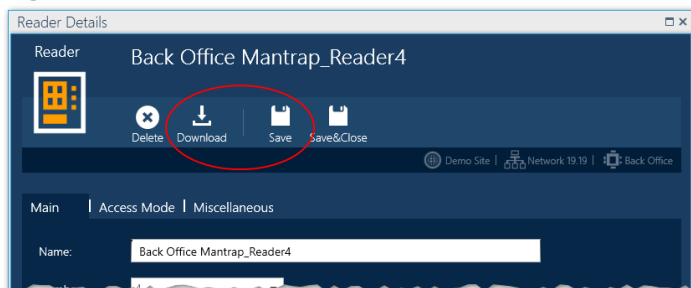 Reader Details
Reader
Back Office Mantrap_Reader4
Delete Download Save Save&Close
Demo Site | Network 19.19 | Back Office
Main | Access Mode | Miscellaneous
Name: Back Office Mantrap_Reader4